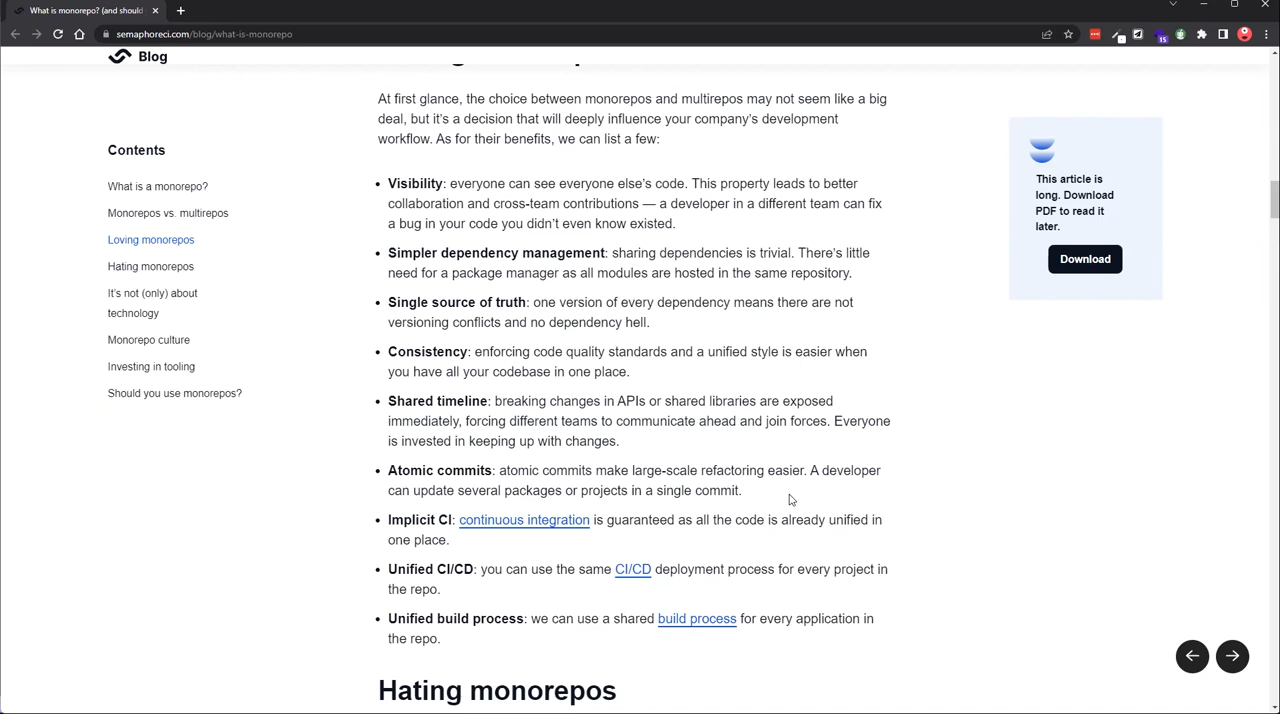 What is monorepo? (and should
semaphoreci.com/blog/what-is-monorepo
15
Blog
At first glance, the choice between monorepos and multirepos may not seem like a big
deal, but it's a decision that will deeply influence your company's development
workflow. As for their benefits, we can list a few:
Contents
What is a monorepo?
Monorepos vs. multirepos
Loving monorepos
Hating monorepos
It's not (only) about
technology
Monorepo culture
Investing in tooling
Should you use monorepos?
• Visibility: everyone can see everyone else's code. This property leads to better
collaboration and cross-team contributions — a developer in a different team can fix
a bug in your code you didn't even know existed.
• Simpler dependency management: sharing dependencies is trivial. There's little
need for a package manager as all modules are hosted in the same repository.
• Single source of truth: one version of every dependency means there are not
versioning conflicts and no dependency hell.
• Consistency: enforcing code quality standards and a unified style is easier when
you have all your codebase in one place.
• Shared timeline: breaking changes in APIs or shared libraries are exposed
immediately, forcing different teams to communicate ahead and join forces. Everyone
is invested in keeping up with changes.
• Atomic commits: atomic commits make large-scale refactoring easier. A developer
can update several packages or projects in a single commit.
• Implicit CI: continuous integration is guaranteed as all the code is already unified in
one place.
• Unified CI/CD: you can use the same CI/CD deployment process for every project in
the repo.
• Unified build process: we can use a shared build process for every application in
the repo.
Hating monorepos
This article is
long. Download
PDF to read it
later.
Download